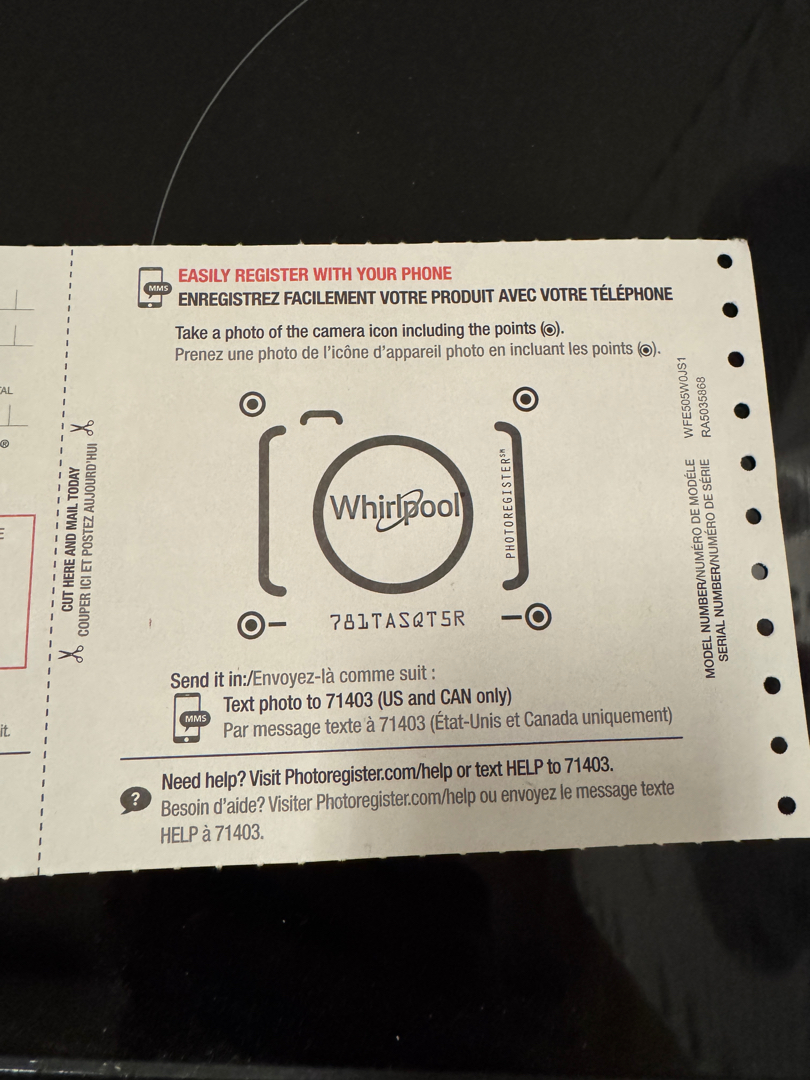 EASILY REGISTER WITH YOUR PHONE
MMS
ENREGISTREZ FACILEMENT VOTRE PRODUIT AVEC VOTRE TÉLÉPHONE
Take a photo of the camera icon including the points (◉).
Prenez une photo de l'icône d'appareil photo en incluant les points (◉).
AL
®
E
it.
CUT HERE AND MAIL TODAY
COUPER ICI ET POSTEZ AUJOURD'HUI
Whirlpool
PHOTOREGISTER℠
781TASQT5R
MODEL NUMBER/NUMÉRO DE MODÈLE WFE505W0JS1
SERIAL NUMBER/NUMÉRO DE SÉRIE RA5035868
Send it in:/Envoyez-là comme suit :
Text photo to 71403 (US and CAN only)
MMS
Par message texte à 71403 (État-Unis et Canada uniquement)
Need help? Visit Photoregister.com/help or text HELP to 71403.
?
Besoin d'aide? Visiter Photoregister.com/help ou envoyez le message texte
HELP à 71403.